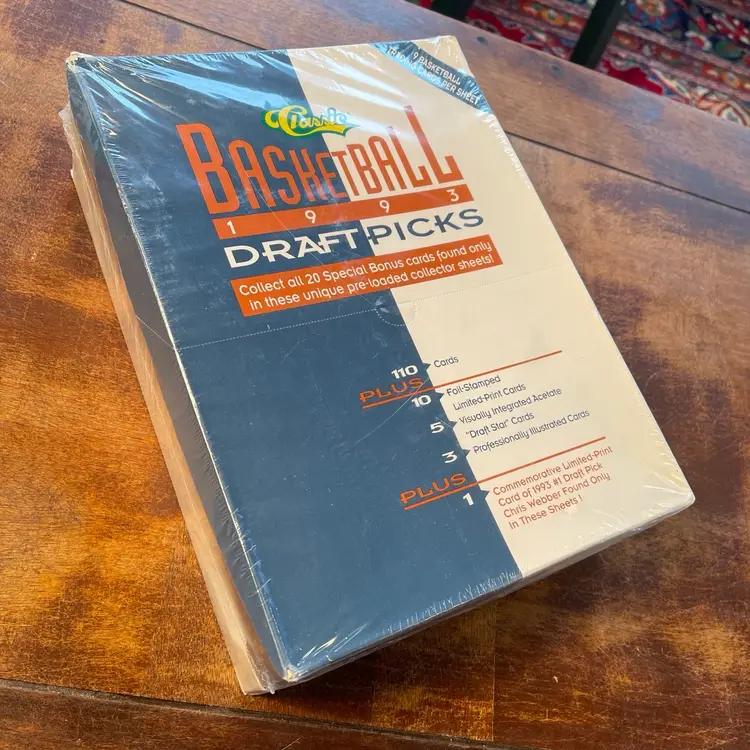 9 BASKETBALL
CARDS PER SHEET
Classic
BASKETBALL
1 9 9 3
DRAFT PICKS
Collect all 20 Special Bonus cards found only
in these unique pre-loaded collector sheets!
110 Cards
PLUS
10 Foil-Stamped
Limited-Print Cards
5 Visually Integrated Acetate
"Draft Star" Cards
3 Professionally Illustrated Cards
PLUS
1 Commemorative Limited-Print
Card of 1993 #1 Draft Pick
Chris Webber Found Only
In These Sheets !